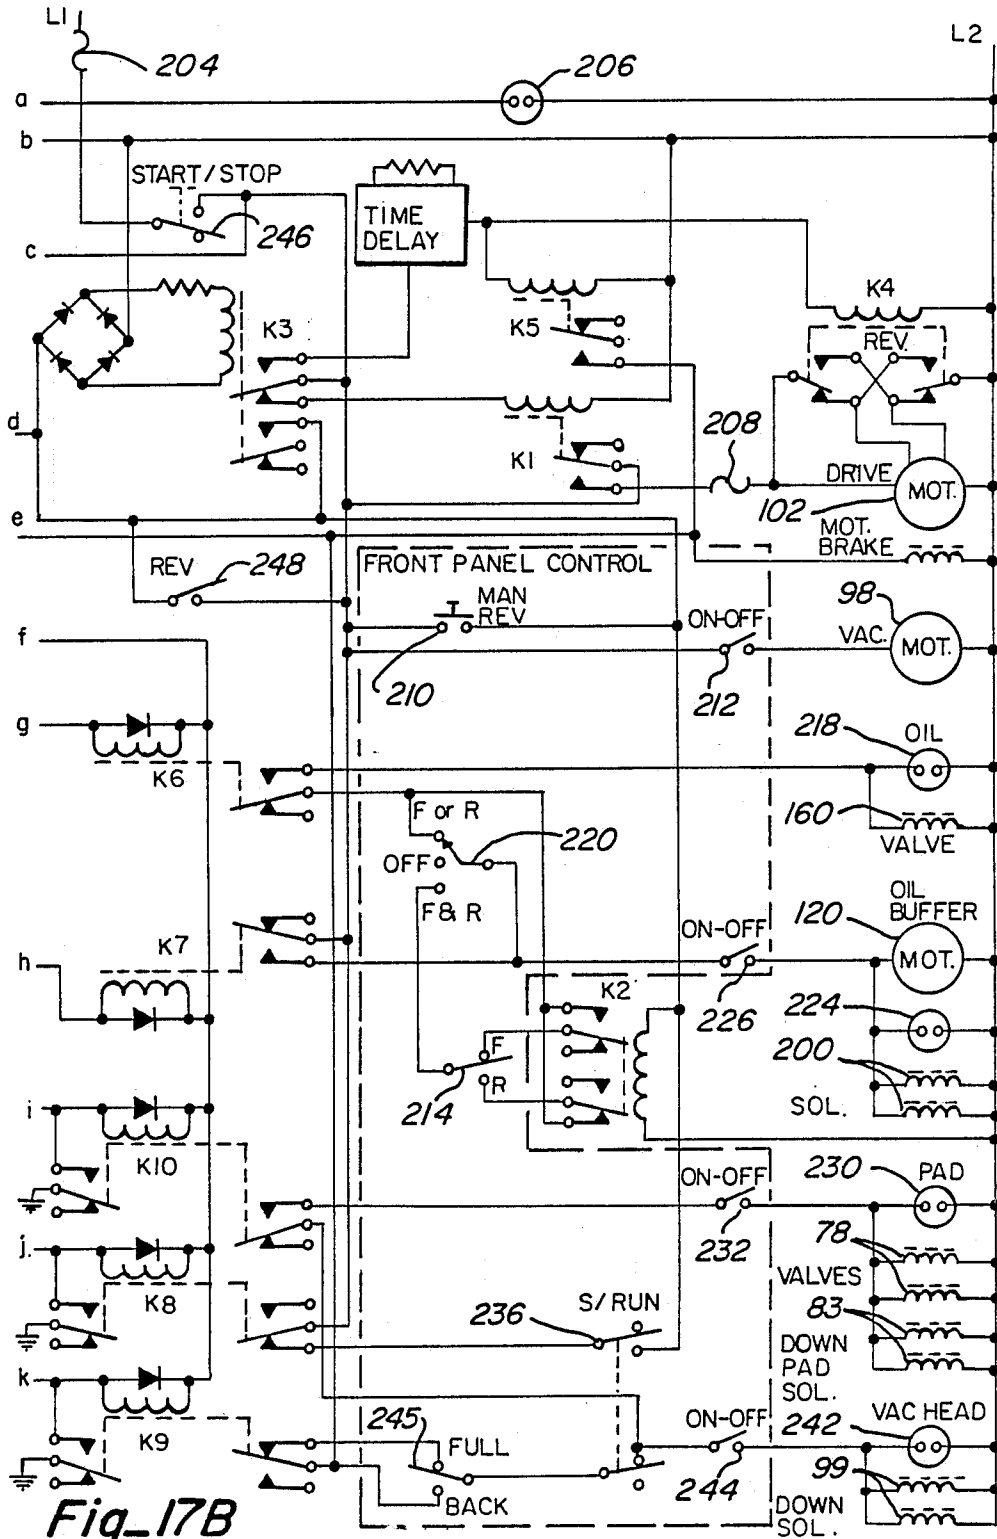 L1
L2
204
206
a
b
START/STOP
TIME
DELAY
246
c
K3
K5
K4
REV.
d
208
K1
DRIVE
MOT.
102
MOT.
BRAKE
e
REV
248
FRONT PANEL CONTROL
MAN
REV
98
ON-OFF
VAC.
MOT.
f
210
212
g
218
OIL
K6
F or R
220
160
VALVE
OFF
F & R
OIL
BUFFER
120
ON-OFF
MOT.
K7
h
K2
226
224
F
R
214
200
SOL.
i
K10
ON-OFF
230
PAD
232
j.
78
VALVES
K8
236
S/RUN
83
DOWN
PAD
SOL.
k
K9
245
FULL
ON-OFF
242
VAC HEAD
BACK
244
99
DOWN
SOL.
Fig_17B